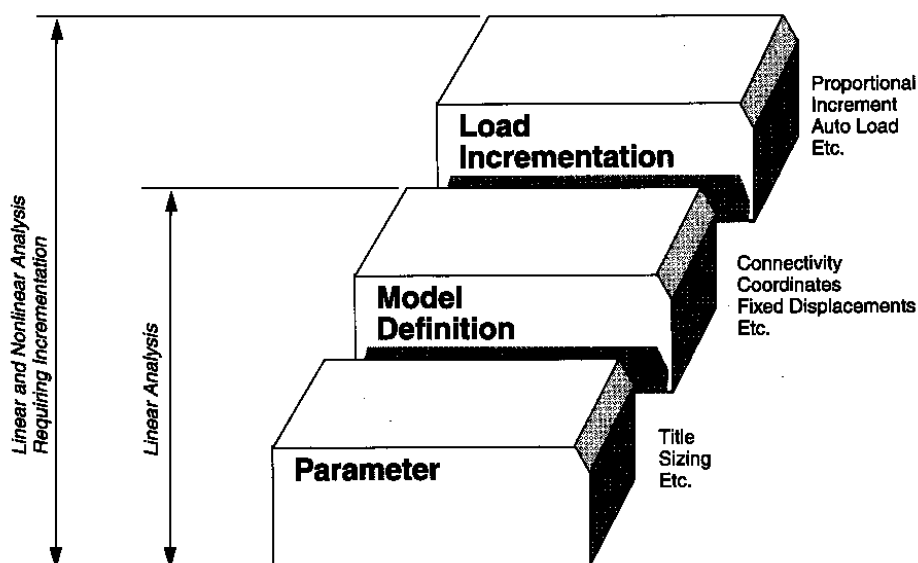 Linear and Nonlinear Analysis
Requiring Incrementation
Linear Analysis
Load
Incrementation
Proportional
Increment
Auto Load
Etc.
Model
Definition
Connectivity
Coordinates
Fixed Displacements
Etc.
Parameter
Title
Sizing
Etc.